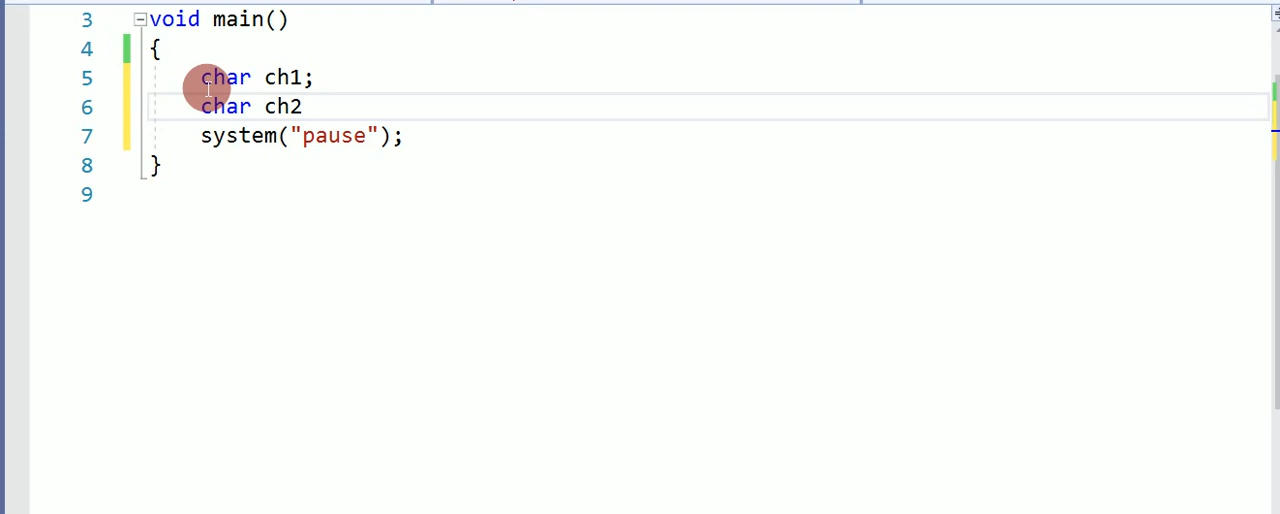 3 void main()
4 {
5 char ch1;
6 char ch2
7 system("pause");
8 }
9